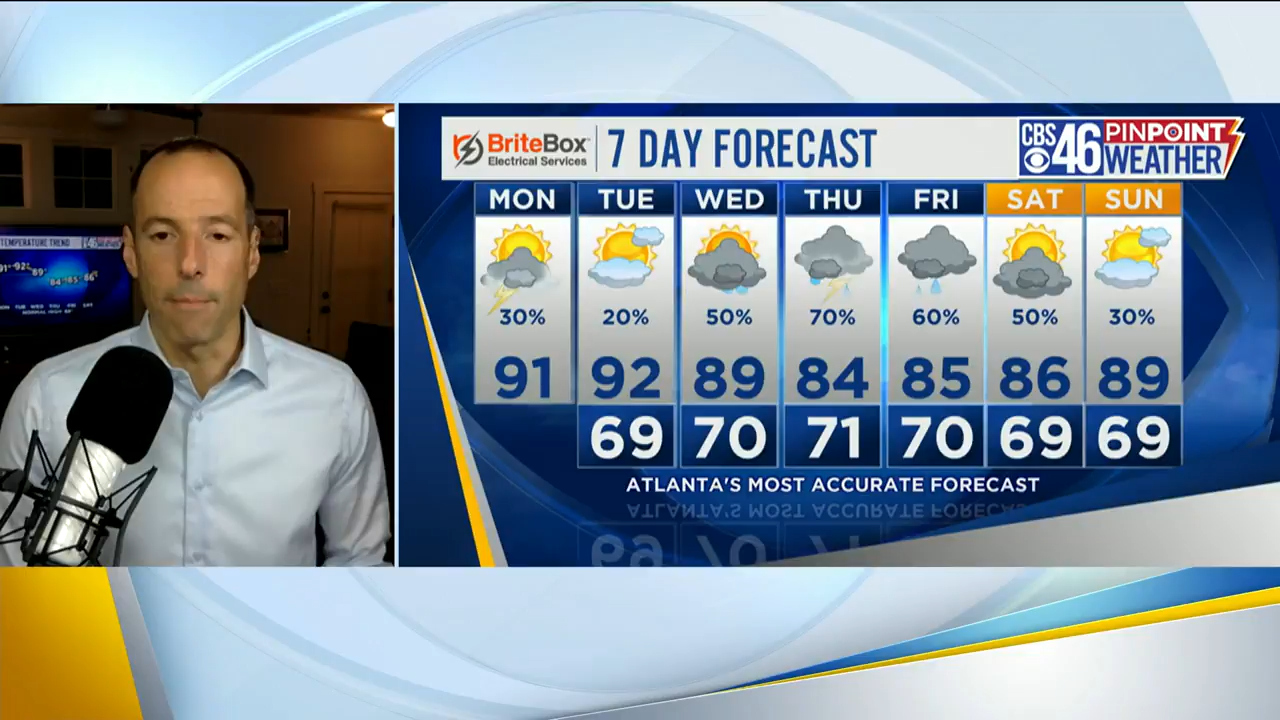 BriteBox
Electrical Services
7 DAY FORECAST
CBS 46 PINPOINT WEATHER
MON TUE WED THU FRI SAT SUN
30% 20% 50% 70% 60% 50% 30%
91 92 89 84 85 86 89
69 70 71 70 69 69
ATLANTA'S MOST ACCURATE FORECAST
TEMPERATURE TREND